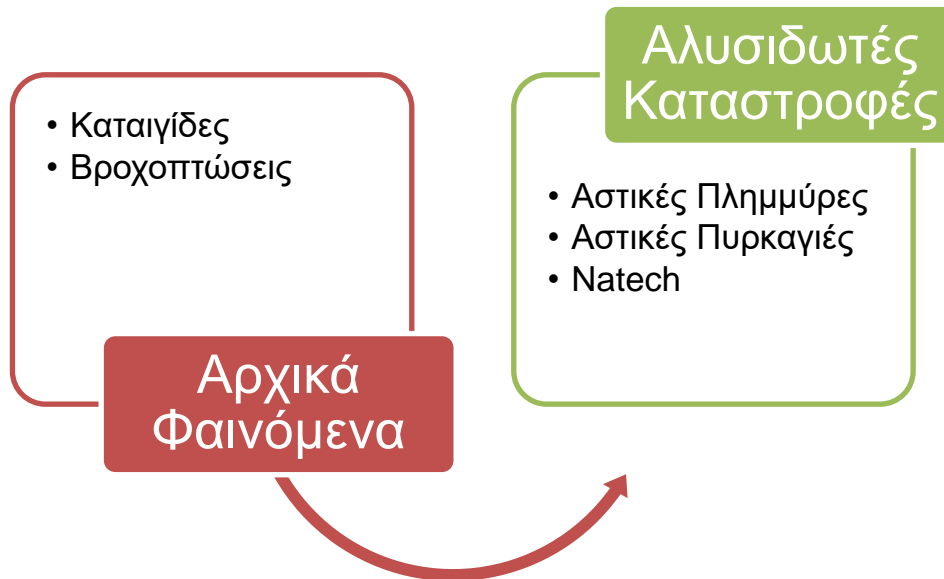 • Καταιγίδες
• Βροχοπτώσεις
Αρχικά
Φαινόμενα
Αλυσιδωτές
Καταστροφές
• Αστικές Πλημμύρες
• Αστικές Πυρκαγιές
• Natech